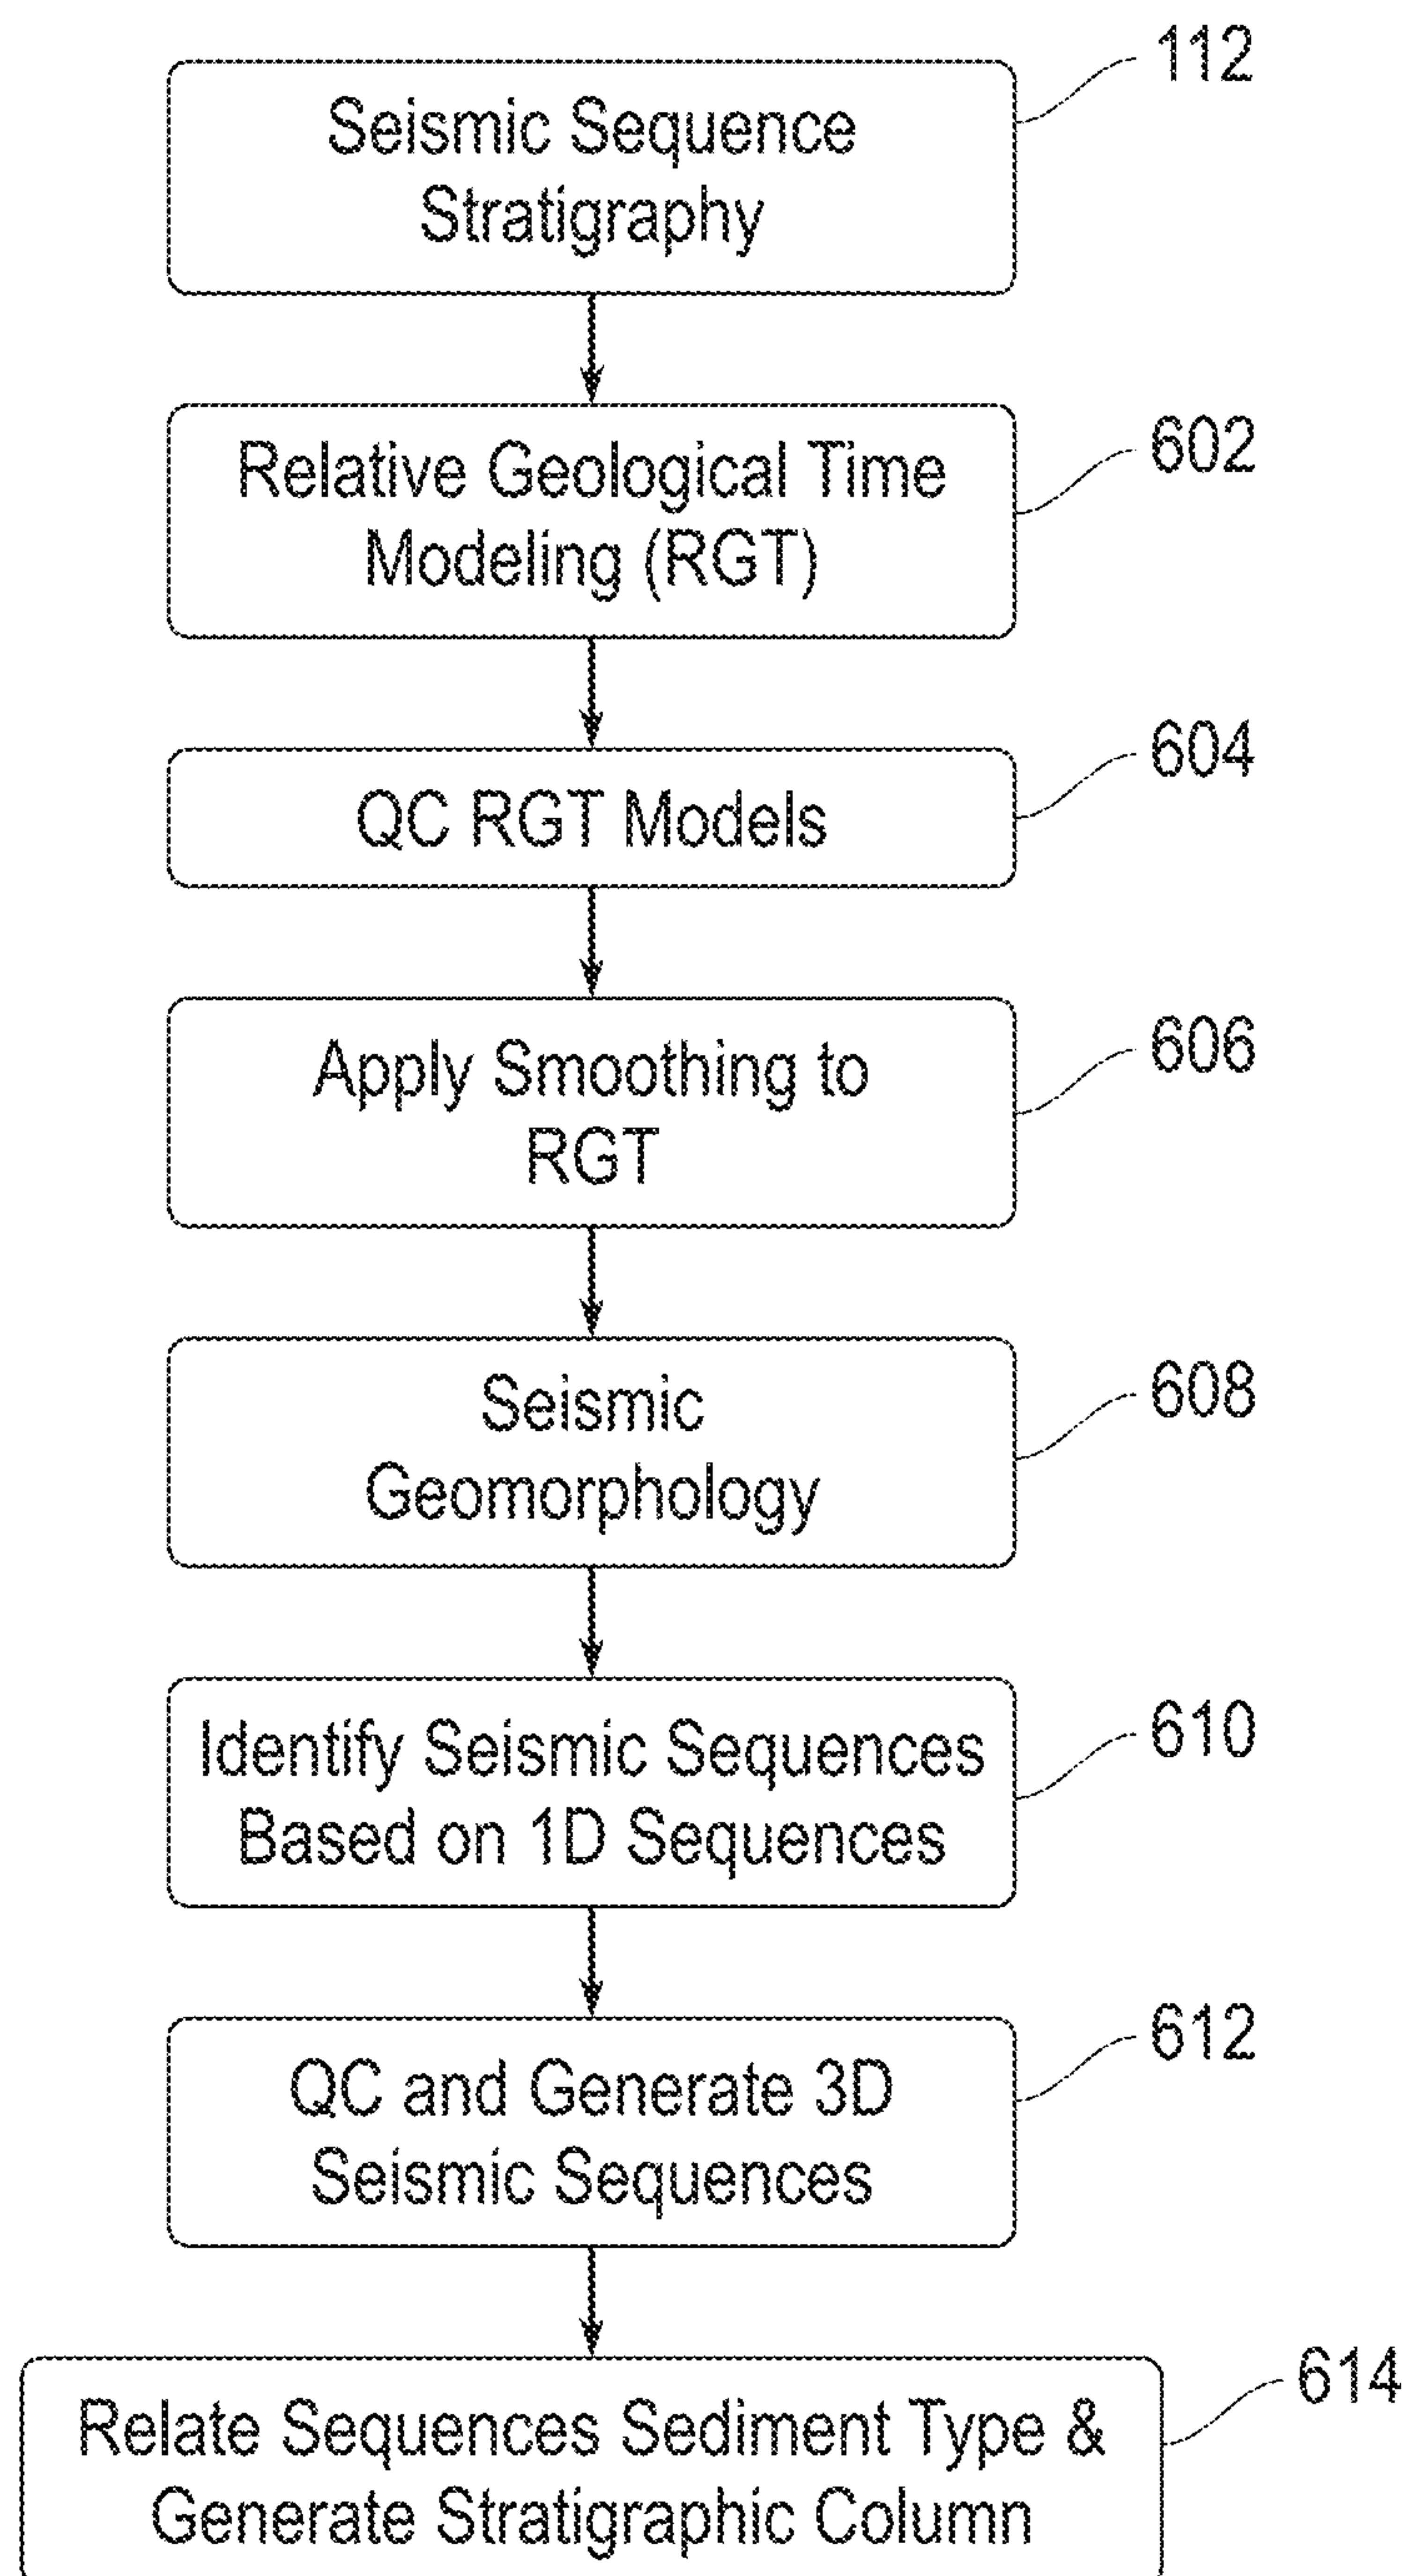 112
Seismic Sequence
Stratigraphy
602
Relative Geological Time
Modeling (RGT)
604
QC RGT Models
606
Apply Smoothing to
RGT
608
Seismic
Geomorphology
610
Identify Seismic Sequences
Based on 1D Sequences
612
QC and Generate 3D
Seismic Sequences
614
Relate Sequences Sediment Type &
Generate Stratigraphic Column